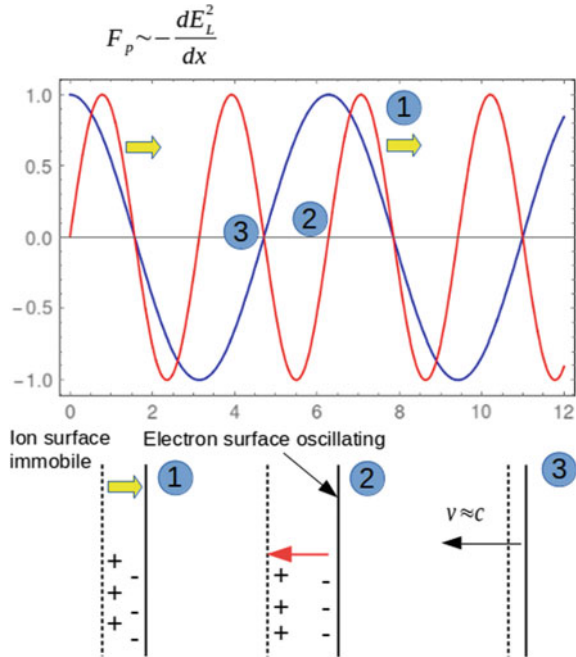 F_p ~ − dE_L^2 / dx
1.0
0.5
0.0
−0.5
−1.0
0 2 4 6 8 10 12
1
2
3
Ion surface
immobile
Electron surface oscillating
1
2
3
v≈c
+ - + - + -
+ - + - + -